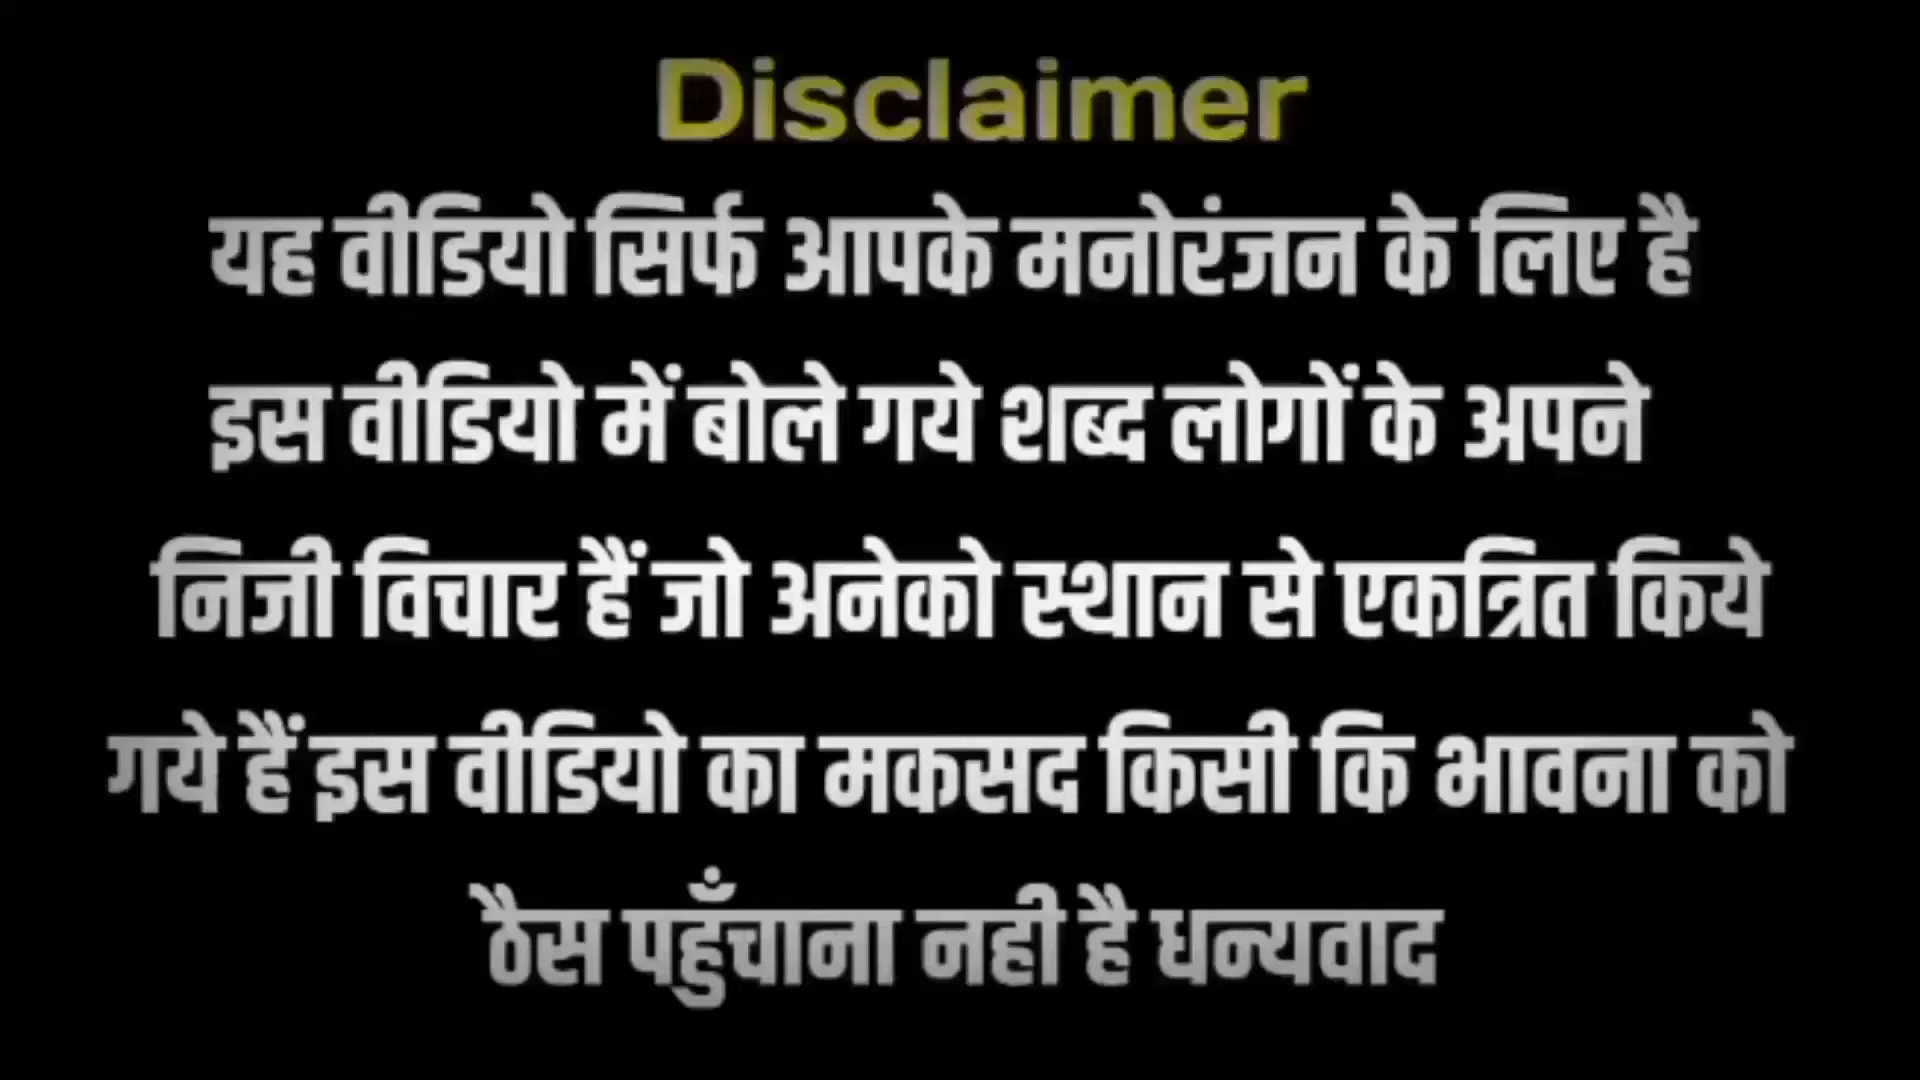 Disclaimer
यह वीडियो सिर्फ आपके मनोरंजन के लिए है
इस वीडियो में बोले गये शब्द लोगों के अपने
निजी विचार हैं जो अनेको स्थान से एकत्रित किये
गये हैं इस वीडियो का मकसद किसी कि भावना को
ठैस पहुँचाना नही है धन्यवाद